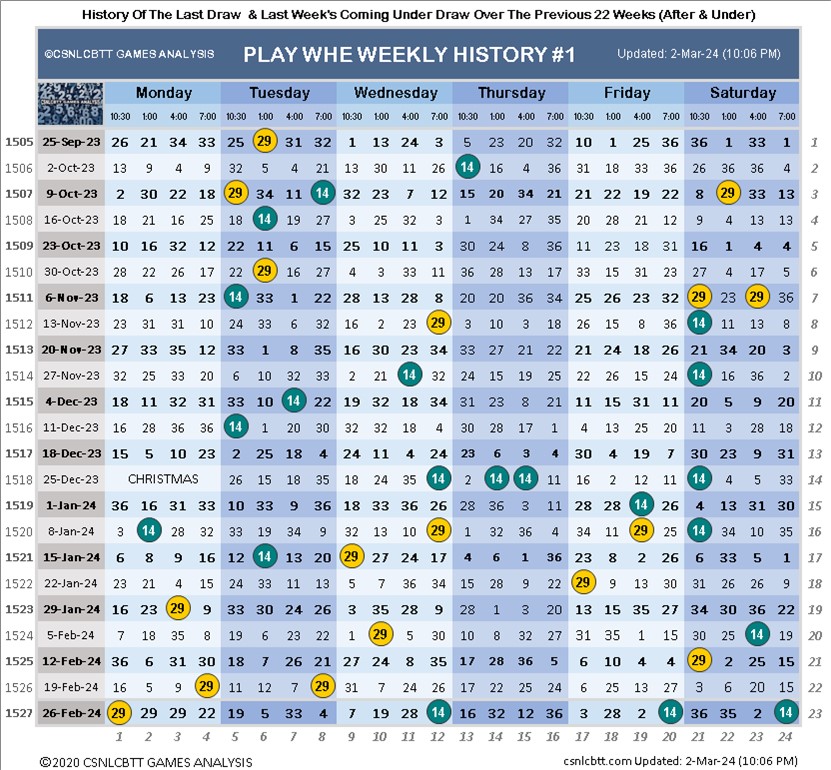 History Of The Last Draw & Last Week's Coming Under Draw Over The Previous 22 Weeks (After & Under)
©CSNLCBTT GAMES ANALYSIS PLAY WHE WEEKLY HISTORY #1 Updated: 2-Mar-24 (10:06 PM)
Monday Tuesday Wednesday Thursday Friday Saturday
10:30 1:00 4:00 7:00 10:30 1:00 4:00 7:00 10:30 1:00 4:00 7:00 10:30 1:00 4:00 7:00 10:30 1:00 4:00 7:00 10:30 1:00 4:00 7:00
1505 25-Sep-23 26 21 34 33 25 29 31 32 1 13 24 3 5 23 20 32 10 1 25 36 36 1 33 1 1
1506 2-Oct-23 13 9 4 9 32 5 4 21 13 30 11 26 14 16 4 36 31 18 33 36 26 33 36 4 2
1507 9-Oct-23 2 30 22 18 29 34 11 14 32 23 7 12 15 20 34 21 21 22 19 22 8 29 33 13 3
1508 16-Oct-23 18 21 16 25 18 14 19 27 3 25 32 3 1 34 27 35 20 28 21 12 4 13 13 4
1509 23-Oct-23 10 16 32 12 22 11 6 15 25 10 11 3 30 24 8 36 11 23 18 31 16 1 4 4 5
1510 30-Oct-23 28 22 26 17 22 29 16 27 4 3 33 11 36 28 13 17 33 15 31 23 27 4 17 5 6
1511 6-Nov-23 18 6 13 23 14 33 1 22 28 13 28 8 20 20 36 34 25 26 23 32 29 23 29 36 7
1512 13-Nov-23 23 31 31 10 24 33 6 32 16 2 23 29 3 10 3 18 26 15 8 36 14 11 13 8 8
1513 20-Nov-23 27 33 35 12 33 1 8 35 16 30 23 34 33 27 21 22 21 24 18 26 21 34 20 3 9
1514 27-Nov-23 32 25 33 20 6 10 32 33 2 21 14 32 24 15 19 25 22 26 15 24 14 16 36 2 10
1515 4-Dec-23 18 11 32 31 33 10 14 22 19 32 18 34 31 23 8 21 11 15 31 11 20 5 9 20 11
1516 11-Dec-23 16 28 36 36 14 1 20 30 32 32 18 4 30 28 17 1 4 13 25 20 11 3 28 18 12
1517 18-Dec-23 15 5 10 23 2 25 18 4 24 11 4 24 23 6 3 4 30 4 7 11 30 23 9 31 13
1518 25-Dec-23 CHRISTMAS 26 15 18 35 18 24 35 14 2 14 14 11 16 2 12 11 14 4 5 33 14
1519 1-Jan-24 36 16 31 33 10 33 9 36 18 33 36 26 28 36 3 11 28 28 14 26 4 13 31 30 15
1520 8-Jan-24 3 14 28 32 33 19 34 9 32 13 10 29 1 32 36 4 34 11 29 25 14 34 10 35 16
1521 15-Jan-24 6 8 9 16 12 14 13 20 29 27 24 17 4 6 1 36 23 8 2 26 6 33 5 1 17
1522 22-Jan-24 23 21 4 15 24 33 11 13 5 7 36 34 15 28 9 22 29 9 13 30 31 26 26 9 18
1523 29-Jan-24 16 23 29 9 33 30 24 26 3 35 28 9 28 1 3 20 13 15 35 27 34 30 36 22 19
1524 5-Feb-24 7 18 35 8 19 6 23 22 1 29 5 30 10 8 32 27 31 35 1 15 30 25 14 19 20
1525 12-Feb-24 36 6 31 30 18 7 26 21 27 24 8 35 17 28 36 5 6 10 4 4 29 2 25 15 21
1526 19-Feb-24 16 5 9 29 11 12 7 29 31 7 24 26 17 22 25 24 6 25 13 27 3 6 20 15 22
1527 26-Feb-24 29 29 29 22 19 5 33 4 7 19 28 14 16 32 12 36 3 28 2 14 36 35 2 14 23
1 2 3 4 5 6 7 8 9 10 11 12 13 14 15 16 17 18 19 20 21 22 23 24
©2020 CSNLCBTT GAMES ANALYSIS csnlcbtt.com Updated: 2-Mar-24 (10:06 PM)